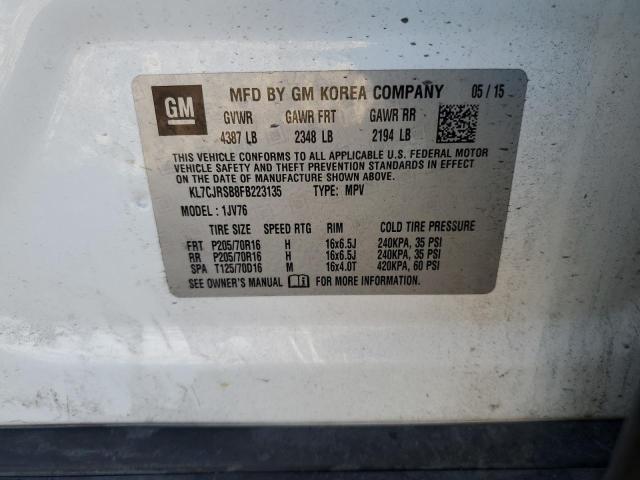 GM
MFD BY GM KOREA COMPANY 05/15
GVWR GAWR FRT GAWR RR
4387 LB 2348 LB 2194 LB
THIS VEHICLE CONFORMS TO ALL APPLICABLE U.S. FEDERAL MOTOR
VEHICLE SAFETY AND THEFT PREVENTION STANDARDS IN EFFECT
ON THE DATE OF MANUFACTURE SHOWN ABOVE.
KL7CJRSB8FB223135 TYPE: MPV
MODEL: 1JV76
TIRE SIZE SPEED RTG RIM COLD TIRE PRESSURE
FRT P205/70R16 H 16x6.5J 240KPA, 35 PSI
RR P205/70R16 H 16x6.5J 240KPA, 35 PSI
SPA T125/70D16 M 16x4.0T 420KPA, 60 PSI
SEE OWNER'S MANUAL FOR MORE INFORMATION.